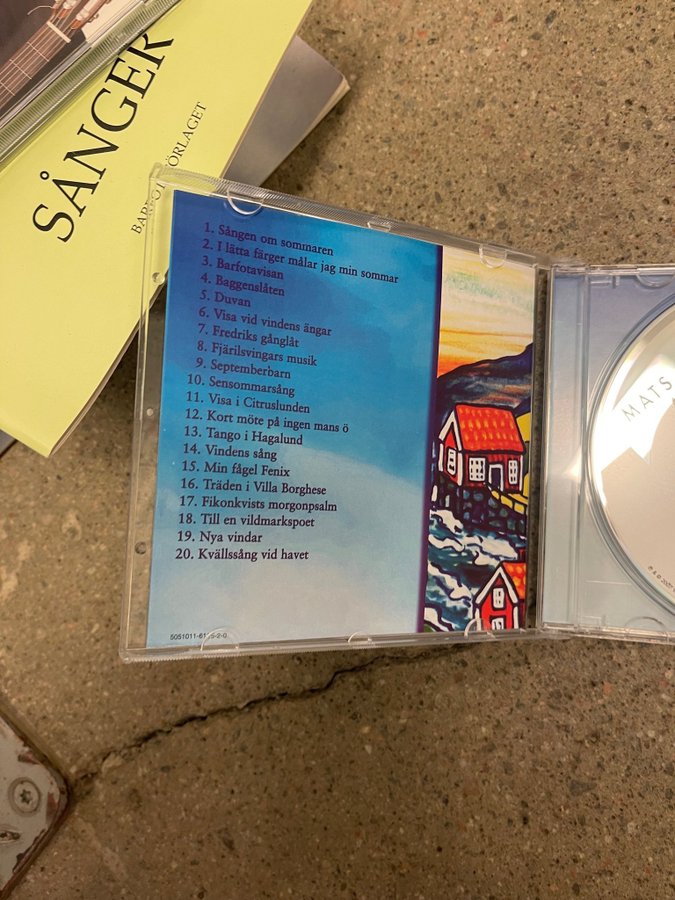 SÅNGER
1. Sången om sommaren
2. I lätta färger målar jag min sommar
3. Barfotavisan
4. Baggenslåten
5. Duvan
6. Visa vid vindens ängar
7. Fredriks gånglåt
8. Fjärilsvingars musik
9. Septemberbarn
10. Sensommarsång
11. Visa i Citruslunden
12. Kort möte på ingen mans ö
13. Tango i Hagalund
14. Vindens sång
15. Min fågel Fenix
16. Träden i Villa Borghese
17. Fikonkvists morgonpsalm
18. Till en vildmarkspoet
19. Nya vindar
20. Kvällssång vid havet
MATS